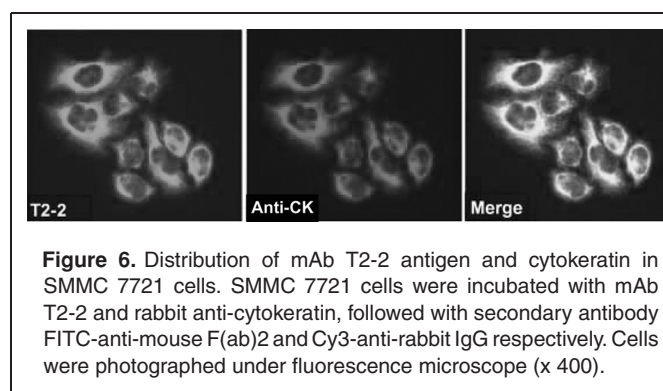 T2-2 Anti-CK Merge
Figure 6. Distribution of mAb T2-2 antigen and cytokeratin in
SMMC 7721 cells. SMMC 7721 cells were incubated with mAb
T2-2 and rabbit anti-cytokeratin, followed with secondary antibody
FITC-anti-mouse F(ab)2 and Cy3-anti-rabbit IgG respectively. Cells
were photographed under fluorescence microscope (x 400).